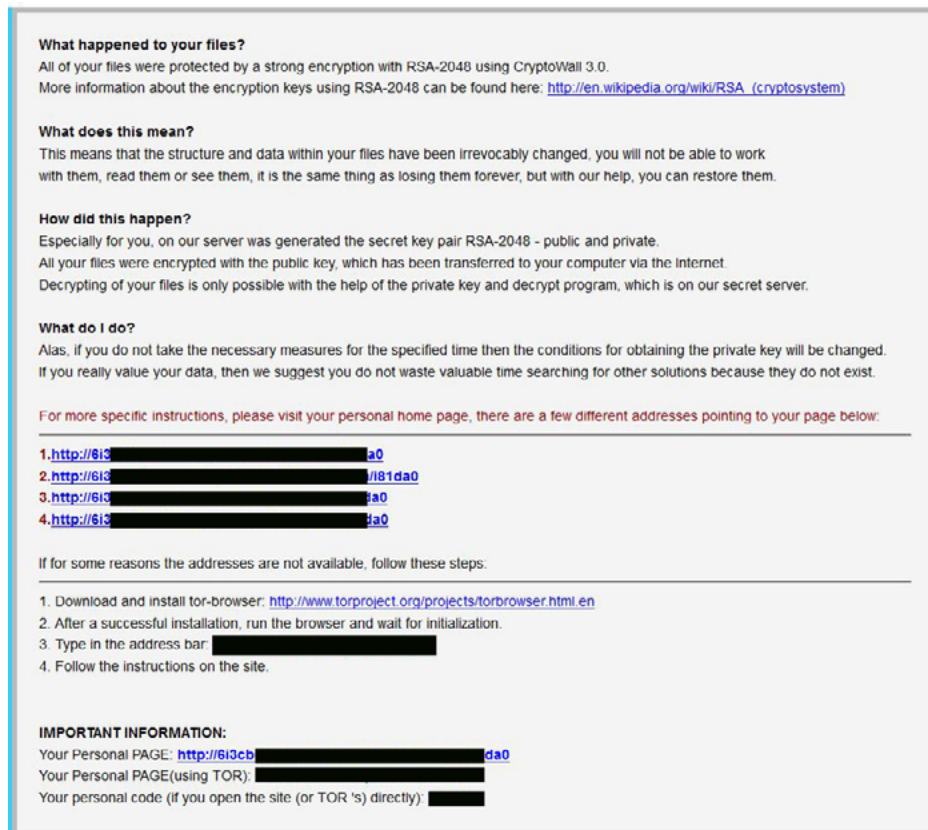 What happened to your files?
All of your files were protected by a strong encryption with RSA-2048 using CryptoWall 3.0.
More information about the encryption keys using RSA-2048 can be found here: http://en.wikipedia.org/wiki/RSA_(cryptosystem)
What does this mean?
This means that the structure and data within your files have been irrevocably changed, you will not be able to work
with them, read them or see them, it is the same thing as losing them forever, but with our help, you can restore them.
How did this happen?
Especially for you, on our server was generated the secret key pair RSA-2048 - public and private.
All your files were encrypted with the public key, which has been transferred to your computer via the Internet.
Decrypting of your files is only possible with the help of the private key and decrypt program, which is on our secret server.
What do I do?
Alas, if you do not take the necessary measures for the specified time then the conditions for obtaining the private key will be changed.
If you really value your data, then we suggest you do not waste valuable time searching for other solutions because they do not exist.
For more specific instructions, please visit your personal home page, there are a few different addresses pointing to your page below:
1.http://6i3 a0
2.http://6i3 /i81da0
3.http://6i3 da0
4.http://6i3 da0
If for some reasons the addresses are not available, follow these steps:
1. Download and install tor-browser: http://www.torproject.org/projects/torbrowser.html.en
2. After a successful installation, run the browser and wait for initialization.
3. Type in the address bar:
4. Follow the instructions on the site.
IMPORTANT INFORMATION:
Your Personal PAGE: http://6i3cb da0
Your Personal PAGE(using TOR):
Your personal code (if you open the site (or TOR 's) directly):